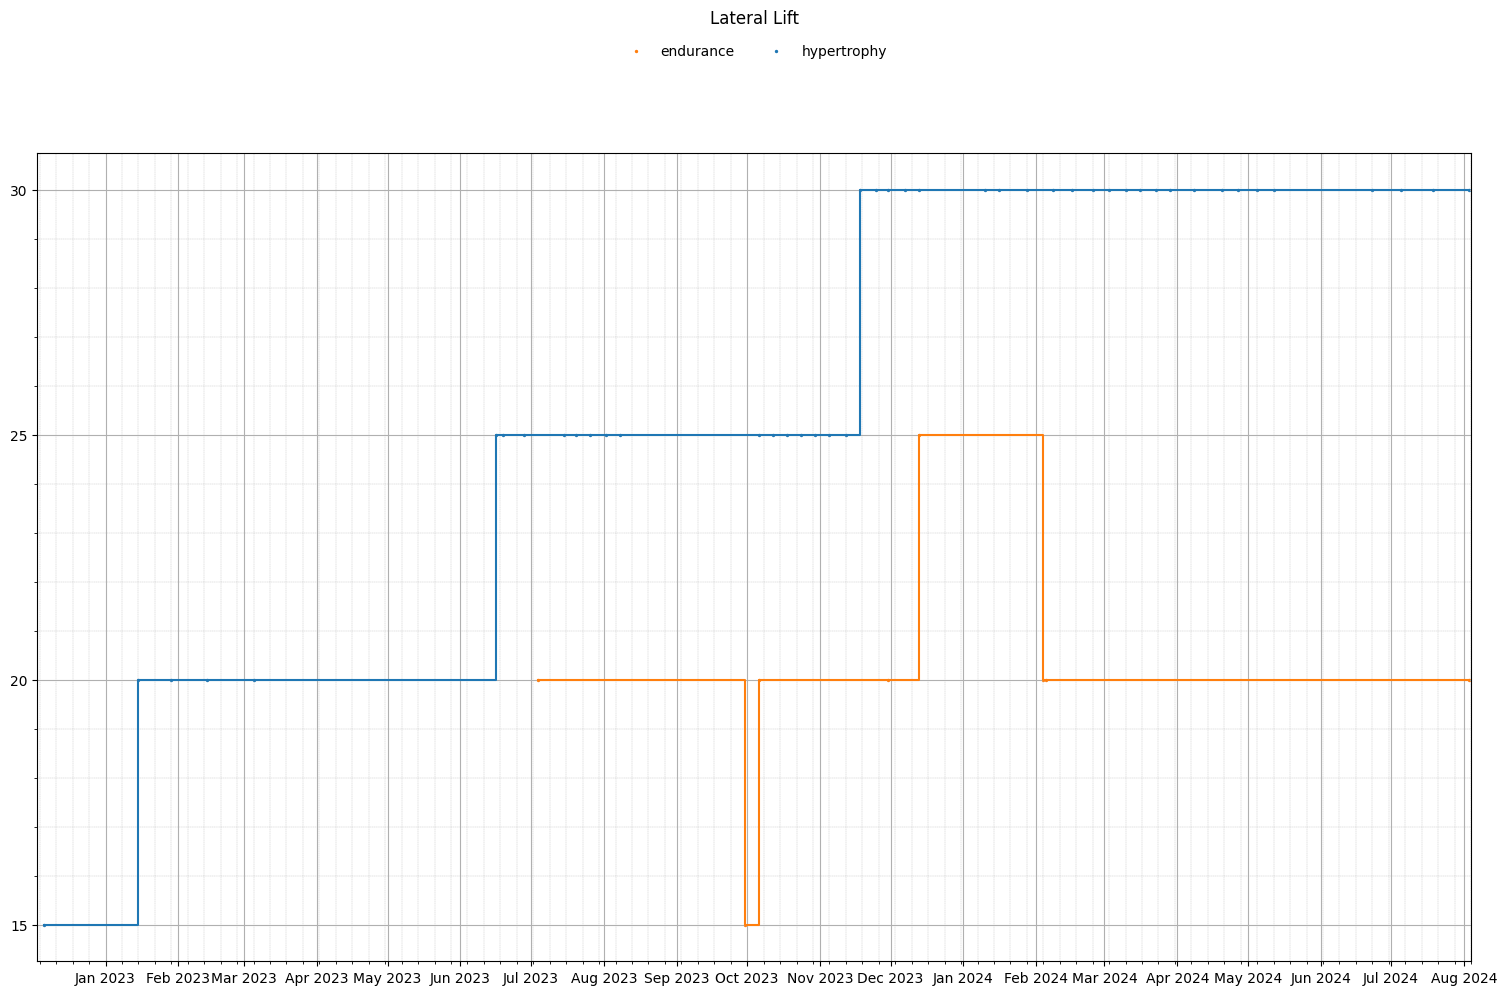 Lateral Lift
endurance hypertrophy
30
25
20
15
Jan 2023 Feb 2023 Mar 2023 Apr 2023 May 2023 Jun 2023 Jul 2023 Aug 2023 Sep 2023 Oct 2023 Nov 2023 Dec 2023 Jan 2024 Feb 2024 Mar 2024 Apr 2024 May 2024 Jun 2024 Jul 2024 Aug 2024